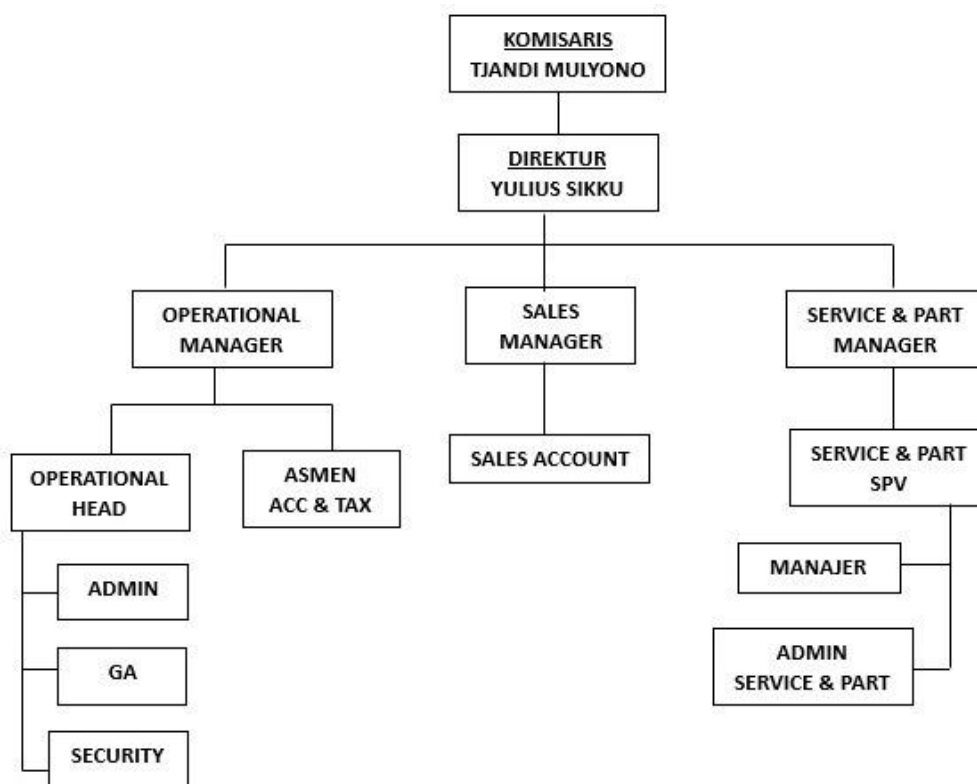 KOMISARIS
TJANDI MULYONO
DIREKTUR
YULIUS SIKKU
OPERATIONAL
MANAGER
SALES
MANAGER
SERVICE & PART
MANAGER
OPERATIONAL
HEAD
ASMEN
ACC & TAX
SALES ACCOUNT
SERVICE & PART
SPV
ADMIN
GA
SECURITY
MANAJER
ADMIN
SERVICE & PART